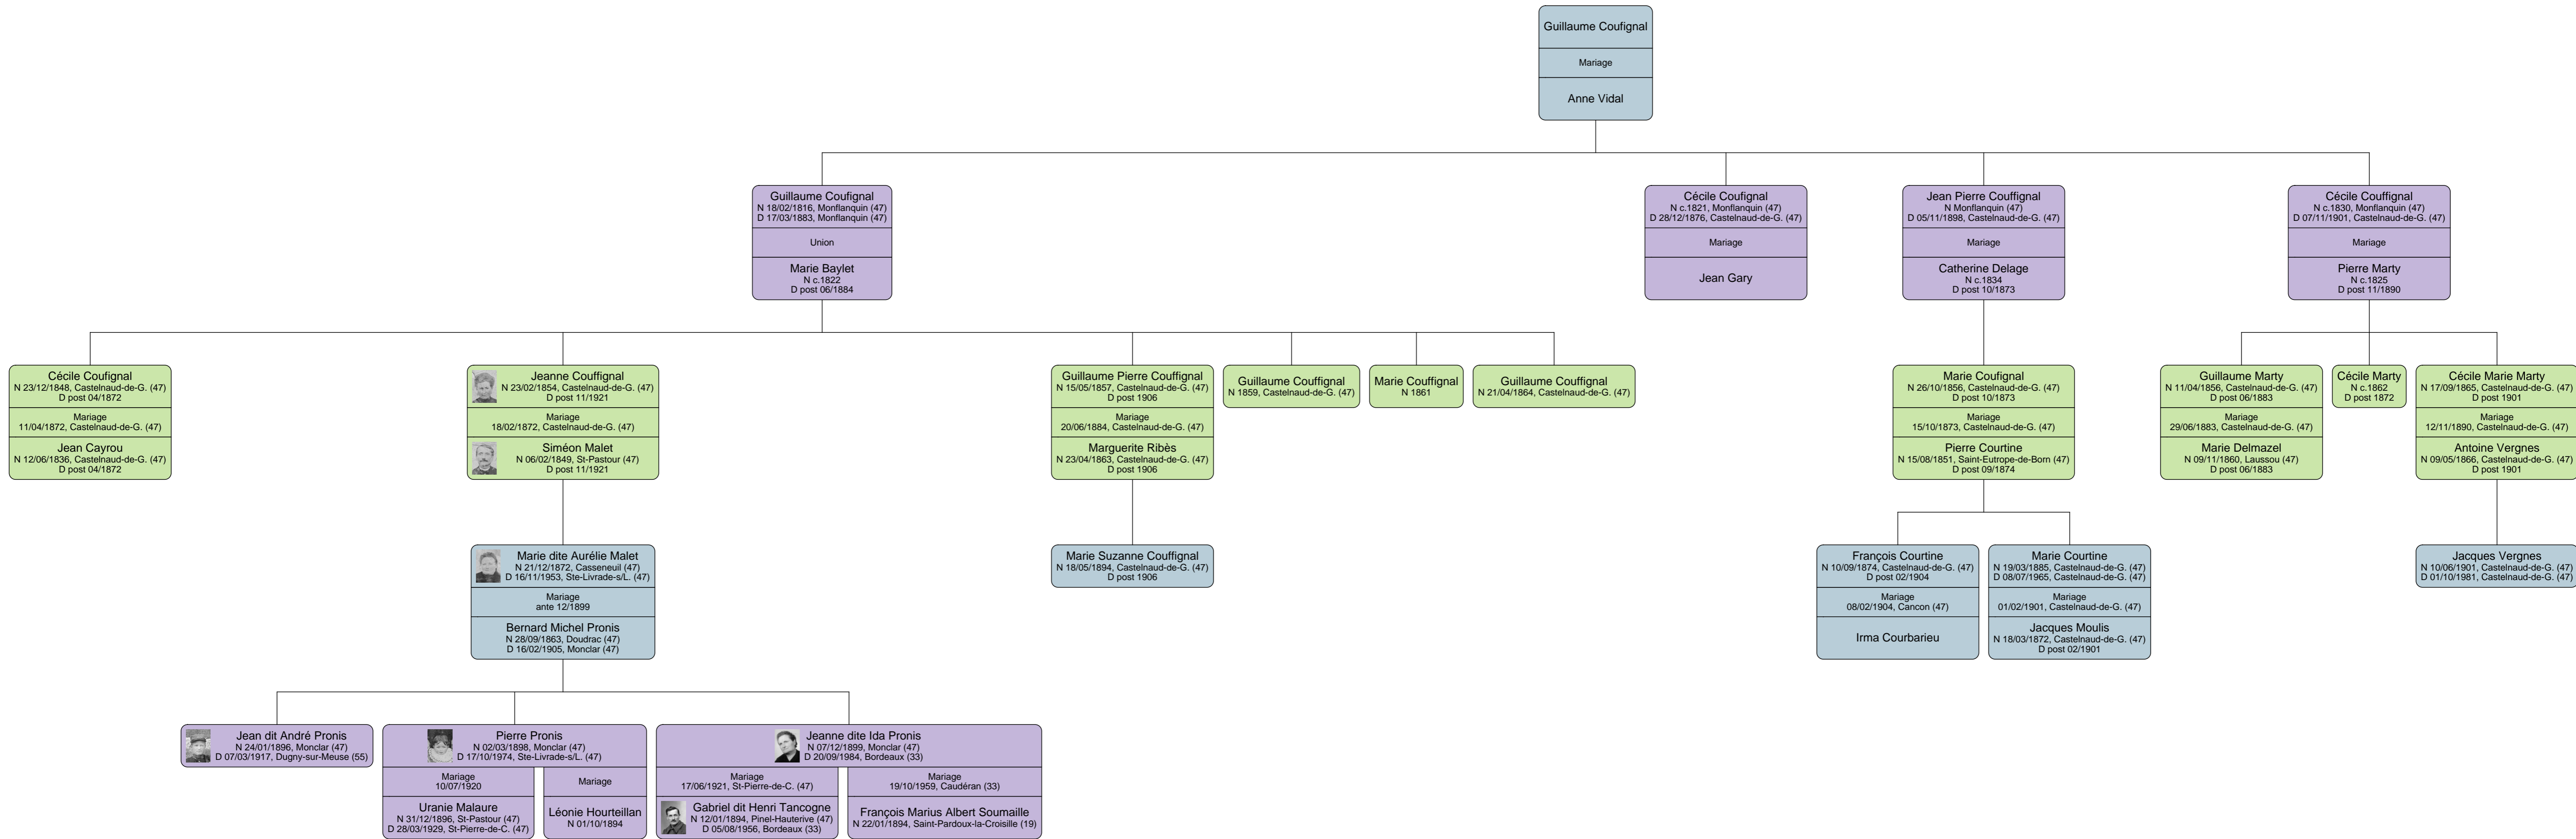 Guillaume Coufignal
Mariage
Anne Vidal
Guillaume Coufignal
N 18/02/1816, Monflanquin (47)
D 17/03/1883, Monflanquin (47)
Union
Marie Baylet
N c.1822
D post 06/1884
Cécile Coufignal
N c.1821, Monflanquin (47)
D 28/12/1876, Castelnaud-de-G. (47)
Mariage
Jean Gary
Jean Pierre Couffignal
N Monflanquin (47)
D 05/11/1898, Castelnaud-de-G. (47)
Mariage
Catherine Delage
N c.1834
D post 10/1873
Cécile Couffignal
N c.1830, Monflanquin (47)
D 07/11/1901, Castelnaud-de-G. (47)
Mariage
Pierre Marty
N c.1825
D post 11/1890
Cécile Coufignal
N 23/12/1848, Castelnaud-de-G. (47)
D post 04/1872
Mariage
11/04/1872, Castelnaud-de-G. (47)
Jean Cayrou
N 12/06/1836, Castelnaud-de-G. (47)
D post 04/1872
Jeanne Couffignal
N 23/02/1854, Castelnaud-de-G. (47)
D post 11/1921
Mariage
18/02/1872, Castelnaud-de-G. (47)
Siméon Malet
N 06/02/1849, St-Pastour (47)
D post 11/1921
Guillaume Pierre Couffignal
N 15/05/1857, Castelnaud-de-G. (47)
D post 1906
Mariage
20/06/1884, Castelnaud-de-G. (47)
Marguerite Ribès
N 23/04/1863, Castelnaud-de-G. (47)
D post 1906
Guillaume Couffignal
N 1859, Castelnaud-de-G. (47)
Marie Couffignal
N 1861
Guillaume Couffignal
N 21/04/1864, Castelnaud-de-G. (47)
Marie Coufignal
N 26/10/1856, Castelnaud-de-G. (47)
D post 10/1873
Mariage
15/10/1873, Castelnaud-de-G. (47)
Pierre Courtine
N 15/08/1851, Saint-Eutrope-de-Born (47)
D post 09/1874
Guillaume Marty
N 11/04/1856, Castelnaud-de-G. (47)
D post 06/1883
Mariage
29/06/1883, Castelnaud-de-G. (47)
Marie Delmazel
N 09/11/1860, Laussou (47)
D post 06/1883
Cécile Marty
N c.1862
D post 1872
Cécile Marie Marty
N 17/09/1865, Castelnaud-de-G. (47)
D post 1901
Mariage
12/11/1890, Castelnaud-de-G. (47)
Antoine Vergnes
N 09/05/1866, Castelnaud-de-G. (47)
D post 1901
Marie dite Aurélie Malet
N 21/12/1872, Casseneuil (47)
D 16/11/1953, Ste-Livrade-s/L. (47)
Mariage
ante 12/1899
Bernard Michel Pronis
N 28/09/1863, Doudrac (47)
D 16/02/1905, Monclar (47)
Marie Suzanne Couffignal
N 18/05/1894, Castelnaud-de-G. (47)
D post 1906
François Courtine
N 10/09/1874, Castelnaud-de-G. (47)
D post 02/1904
Mariage
08/02/1904, Cancon (47)
Irma Courbarieu
Marie Courtine
N 19/03/1885, Castelnaud-de-G. (47)
D 08/07/1965, Castelnaud-de-G. (47)
Mariage
01/02/1901, Castelnaud-de-G. (47)
Jacques Moulis
N 18/03/1872, Castelnaud-de-G. (47)
D post 02/1901
Jacques Vergnes
N 10/06/1901, Castelnaud-de-G. (47)
D 01/10/1981, Castelnaud-de-G. (47)
Jean dit André Pronis
N 24/01/1896, Monclar (47)
D 07/03/1917, Dugny-sur-Meuse (55)
Pierre Pronis
N 02/03/1898, Monclar (47)
D 17/10/1974, Ste-Livrade-s/L. (47)
Mariage
10/07/1920
Uranie Malaure
N 31/12/1896, St-Pastour (47)
D 28/03/1929, St-Pierre-de-C. (47)
Mariage
Léonie Hourteillan
N 01/10/1894
Jeanne dite Ida Pronis
N 07/12/1899, Monclar (47)
D 20/09/1984, Bordeaux (33)
Mariage
17/06/1921, St-Pierre-de-C. (47)
Gabriel dit Henri Tancogne
N 12/01/1894, Pinel-Hauterive (47)
D 05/08/1956, Bordeaux (33)
Mariage
19/10/1959, Caudéran (33)
François Marius Albert Soumaille
N 22/01/1894, Saint-Pardoux-la-Croisille (19)